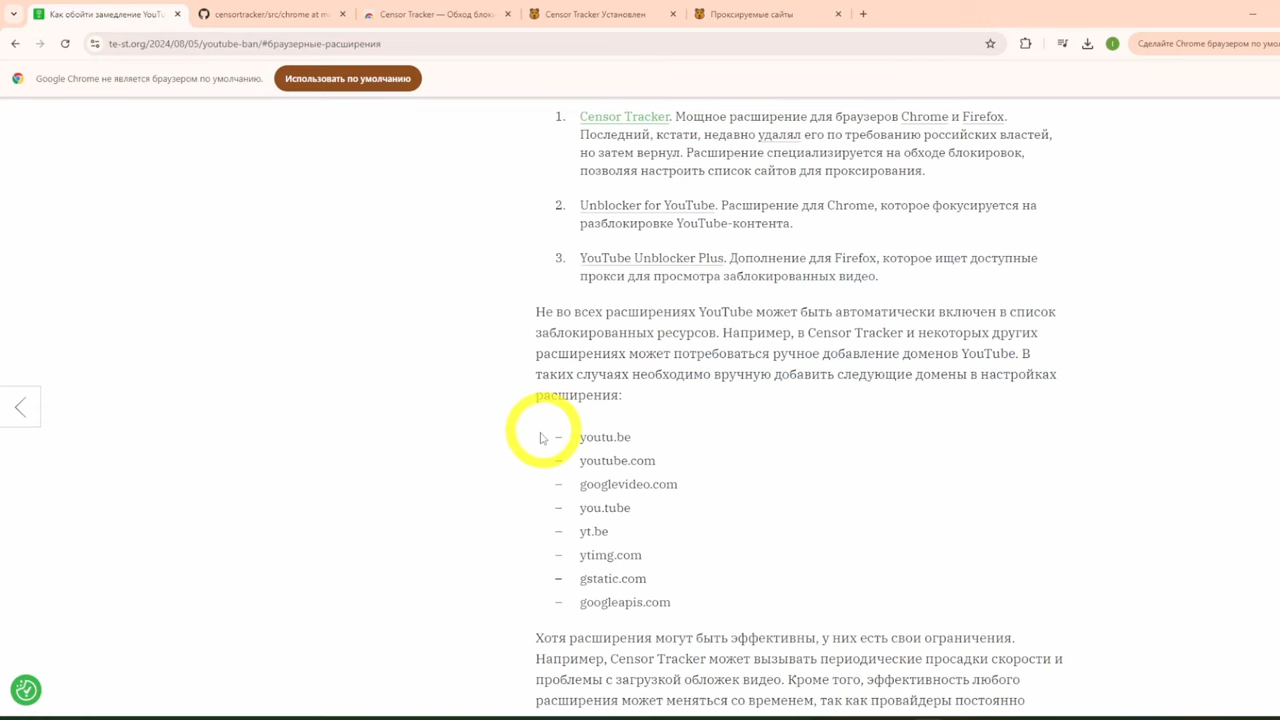 Как обойти замедление YouTu
censortracker/src/chrome at m
Censor Tracker — Обход блок
Censor Tracker Установлен
Проксируемые сайты
te-st.org/2024/08/05/youtube-ban/#браузерные-расширения
Сделайте Chrome браузером по умо
Google Chrome не является браузером по умолчанию.
Использовать по умолчанию
1. Censor Tracker. Мощное расширение для браузеров Chrome и Firefox.
Последний, кстати, недавно удалял его по требованию российских властей,
но затем вернул. Расширение специализируется на обходе блокировок,
позволяя настроить список сайтов для проксирования.
2. Unblocker for YouTube. Расширение для Chrome, которое фокусируется на
разблокировке YouTube-контента.
3. YouTube Unblocker Plus. Дополнение для Firefox, которое ищет доступные
прокси для просмотра заблокированных видео.
Не во всех расширениях YouTube может быть автоматически включен в список
заблокированных ресурсов. Например, в Censor Tracker и некоторых других
расширениях может потребоваться ручное добавление доменов YouTube. В
таких случаях необходимо вручную добавить следующие домены в настройках
расширения:
– youtu.be
– youtube.com
– googlevideo.com
– you.tube
– yt.be
– ytimg.com
– gstatic.com
– googleapis.com
Хотя расширения могут быть эффективны, у них есть свои ограничения.
Например, Censor Tracker может вызывать периодические просадки скорости и
проблемы с загрузкой обложек видео. Кроме того, эффективность любого
расширения может меняться со временем, так как провайдеры постоянно